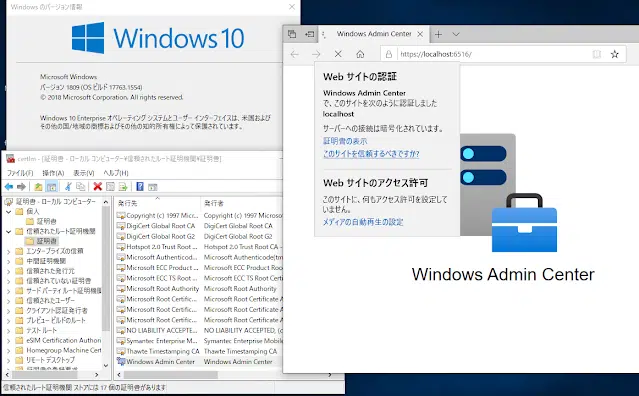 Windows のバージョン情報
Windows 10
Microsoft Windows
バージョン 1809 (OS ビルド 17763.1554)
© 2018 Microsoft Corporation. All rights reserved.
Windows 10 Enterprise オペレーティング システムとユーザー インターフェイスは、米国および
その他の国/地域の商標およびその他の知的所有権によって保護されています。
certlm - [証明書 - ローカル コンピューター¥信頼されたルート証明機関¥証明書]
ファイル(F) 操作(A) 表示(V) ヘルプ(H)
証明書 - ローカル コンピューター
個人
証明書
信頼されたルート証明機関
証明書
エンタープライズの信頼
中間証明機関
信頼された発行元
信頼されていない証明書
サード パーティ ルート証明機関
信頼されたユーザー
クライアント認証発行者
プレビュー ビルドのルート
テスト ルート
eSIM Certification Author
Homegroup Machine Cert
リモート デスクトップ
発行先 発行者
Copyright (c) 1997 Micro... Copyright (c) 1997 Micros
DigiCert Global Root CA DigiCert Global Root CA
DigiCert Global Root G2 DigiCert Global Root G2
Hotspot 2.0 Trust Root ... Hotspot 2.0 Trust Root CA
Microsoft Authenticod... Microsoft Authenticode(tm
Microsoft ECC Product ... Microsoft ECC Product Ro
Microsoft ECC TS Root ... Microsoft ECC TS Root Cer
Microsoft Root Authority Microsoft Root Authority
Microsoft Root Certificat... Microsoft Root Certificate A
Microsoft Root Certificat... Microsoft Root Certificate A
Microsoft Root Certificat... Microsoft Root Certificate A
NO LIABILITY ACCEPTED, ... NO LIABILITY ACCEPTED, (
Symantec Enterprise M... Symantec Enterprise Mobile
Thawte Timestamping CA Thawte Timestamping CA
Windows Admin Center Windows Admin Center
信頼されたルート証明機関 ストアには 17 個の証明書があります
Windows Admin Center
https://localhost:6516/
Web サイトの認証
Windows Admin Center
で、このサイトを次のように認証しました
localhost
サーバーへの接続は暗号化されています。
証明書の表示
このサイトを信頼するべきですか?
Web サイトのアクセス許可
このサイトに、何もアクセス許可を設定して
いません。
メディアの自動再生の設定
Windows Admin Center